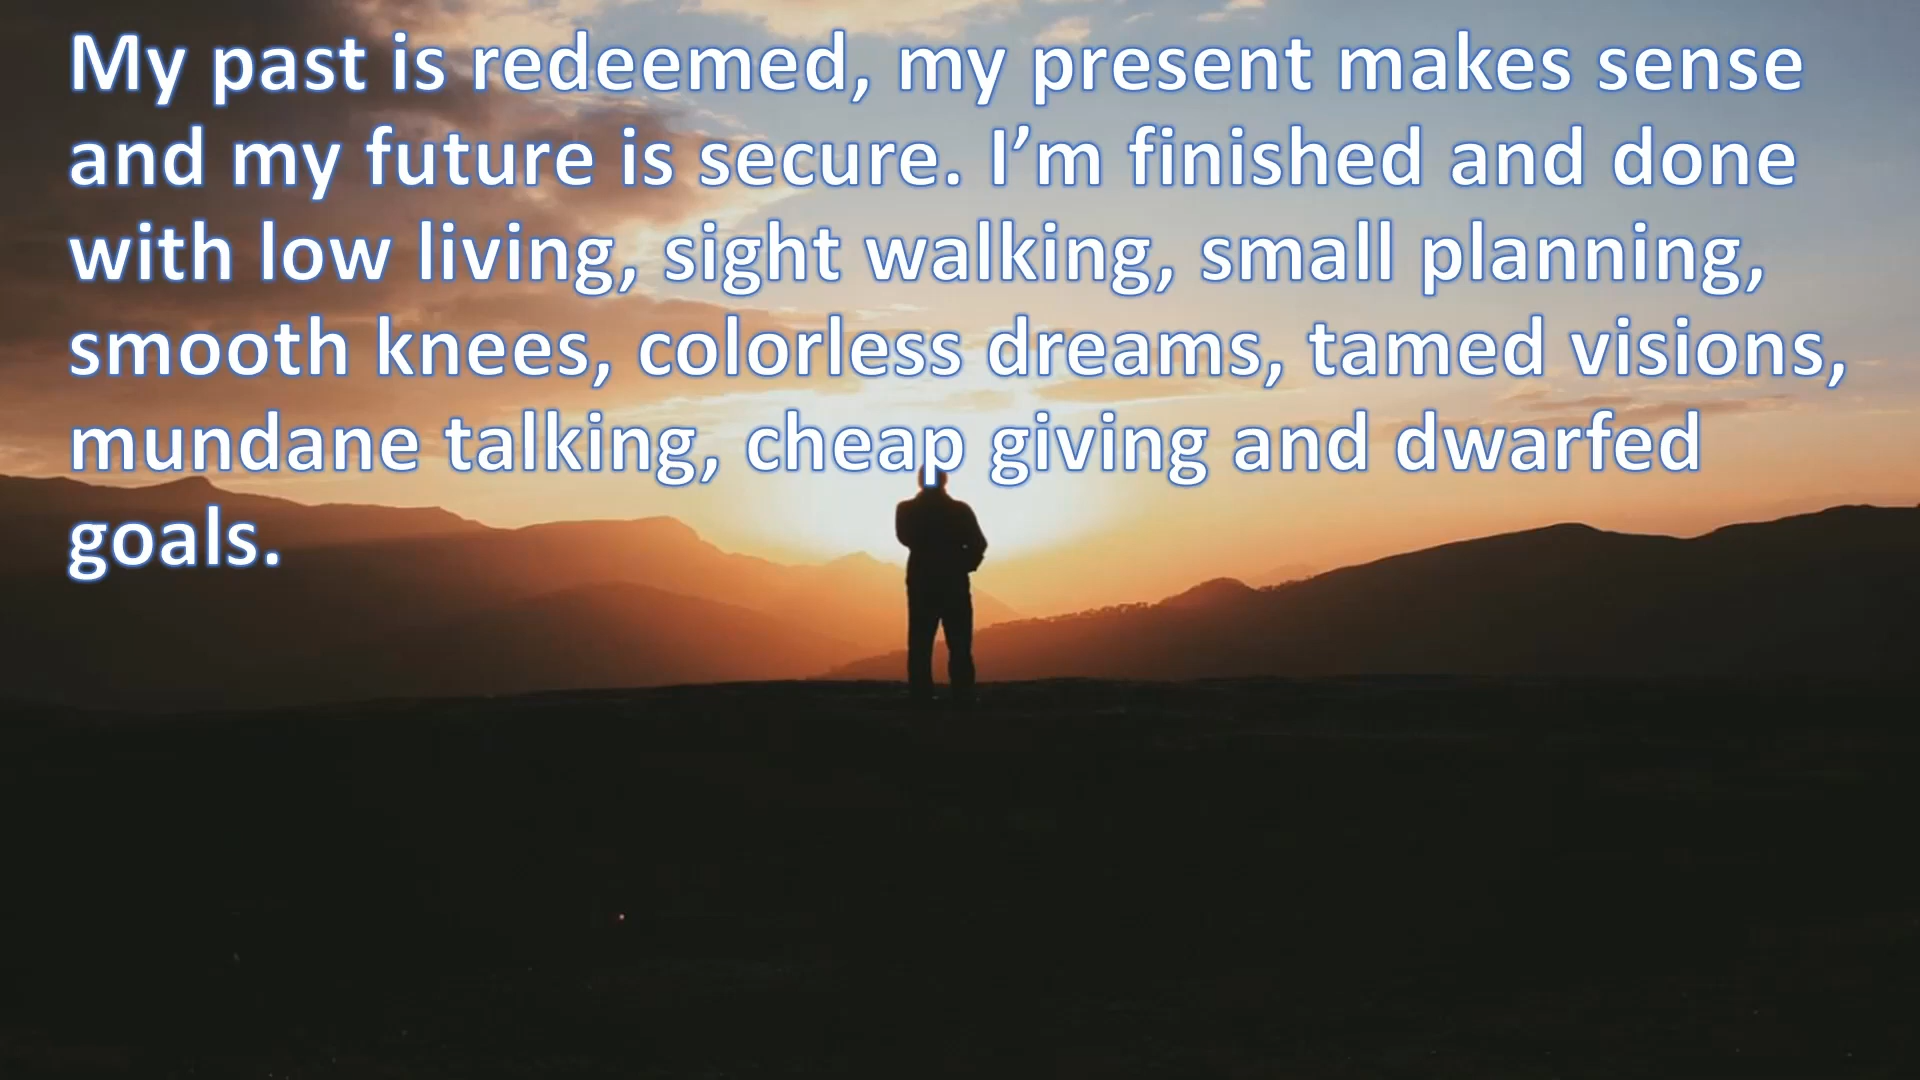 My past is redeemed, my present makes sense
and my future is secure. I’m finished and done
with low living, sight walking, small planning,
smooth knees, colorless dreams, tamed visions,
mundane talking, cheap giving and dwarfed
goals.